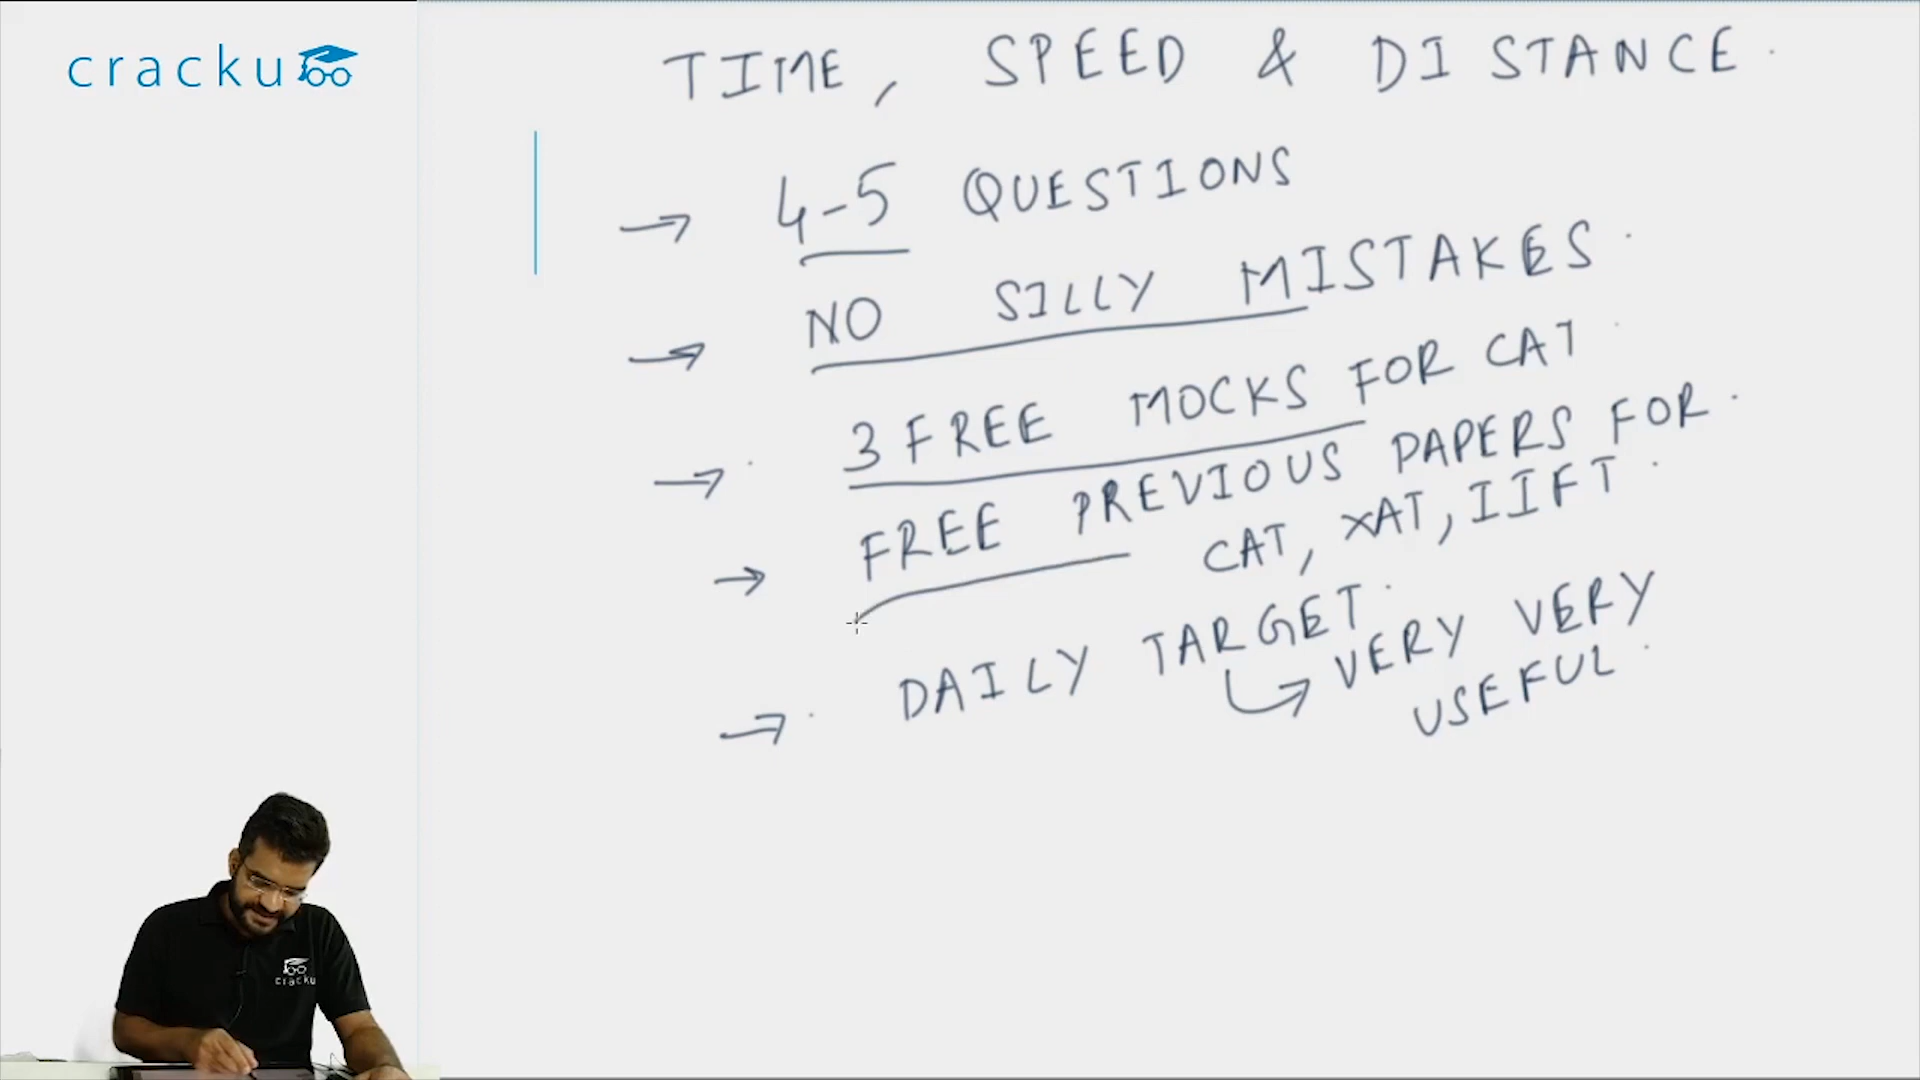 cracku
TIME, SPEED & DISTANCE.
→ 4-5 QUESTIONS
→ NO SILLY MISTAKES.
→ 3 FREE MOCKS FOR CAT.
→ FREE PREVIOUS PAPERS FOR
CAT, XAT, IIFT.
→ DAILY TARGET.
↳ VERY VERY
USEFUL.
cracku